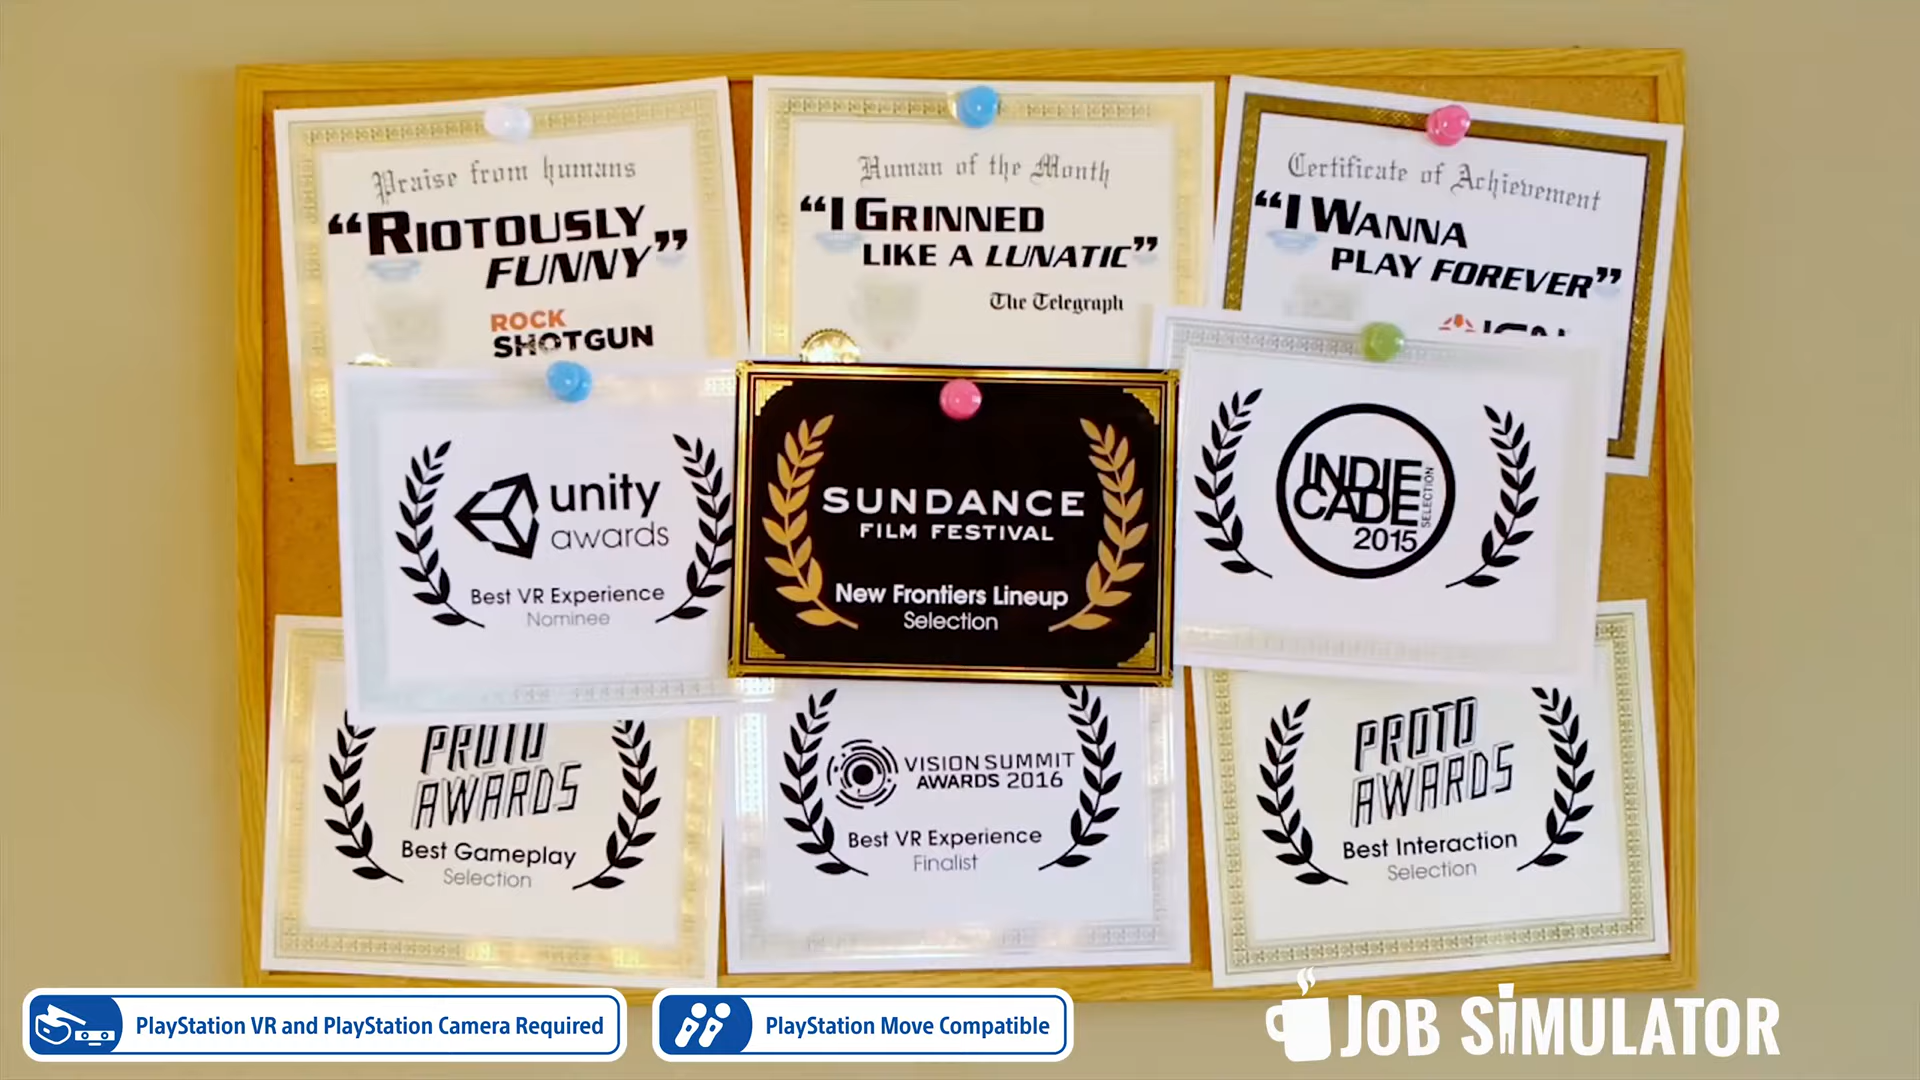 Praise from humans
“RIOTOUSLY
FUNNY”
ROCK
SHOTGUN
Human of the Month
“I GRINNED
LIKE A LUNATIC”
The Telegraph
Certificate of Achievement
“I WANNA
PLAY FOREVER”
IGN
unity
awards
Best VR Experience
Nominee
SUNDANCE
FILM FESTIVAL
New Frontiers Lineup
Selection
INDIE
CADE
SELECTION
2015
PROTO
AWARDS
Best Gameplay
Selection
VISION SUMMIT
AWARDS 2016
Best VR Experience
Finalist
PROTO
AWARDS
Best Interaction
Selection
PlayStation VR and PlayStation Camera Required
PlayStation Move Compatible
JOB SIMULATOR